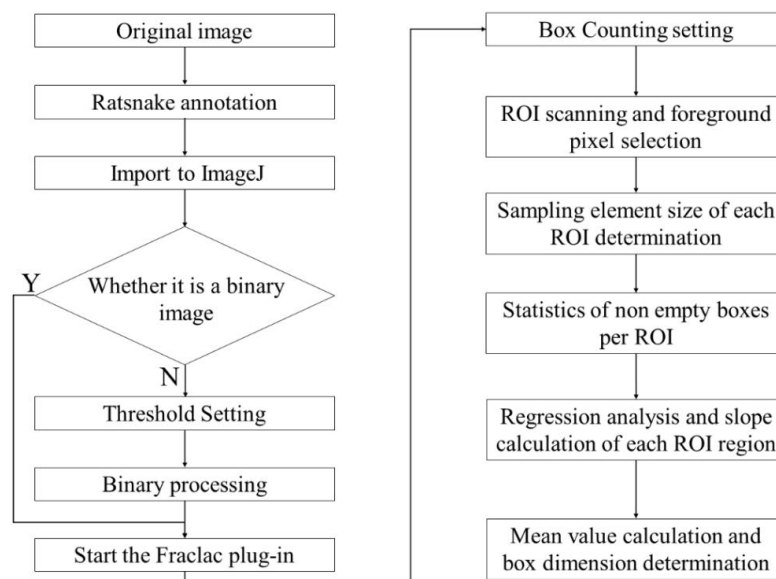 Original image
Ratsnake annotation
Import to ImageJ
Whether it is a binary
image
Y
N
Threshold Setting
Binary processing
Start the Fraclac plug-in
Box Counting setting
ROI scanning and foreground
pixel selection
Sampling element size of each
ROI determination
Statistics of non empty boxes
per ROI
Regression analysis and slope
calculation of each ROI region
Mean value calculation and
box dimension determination